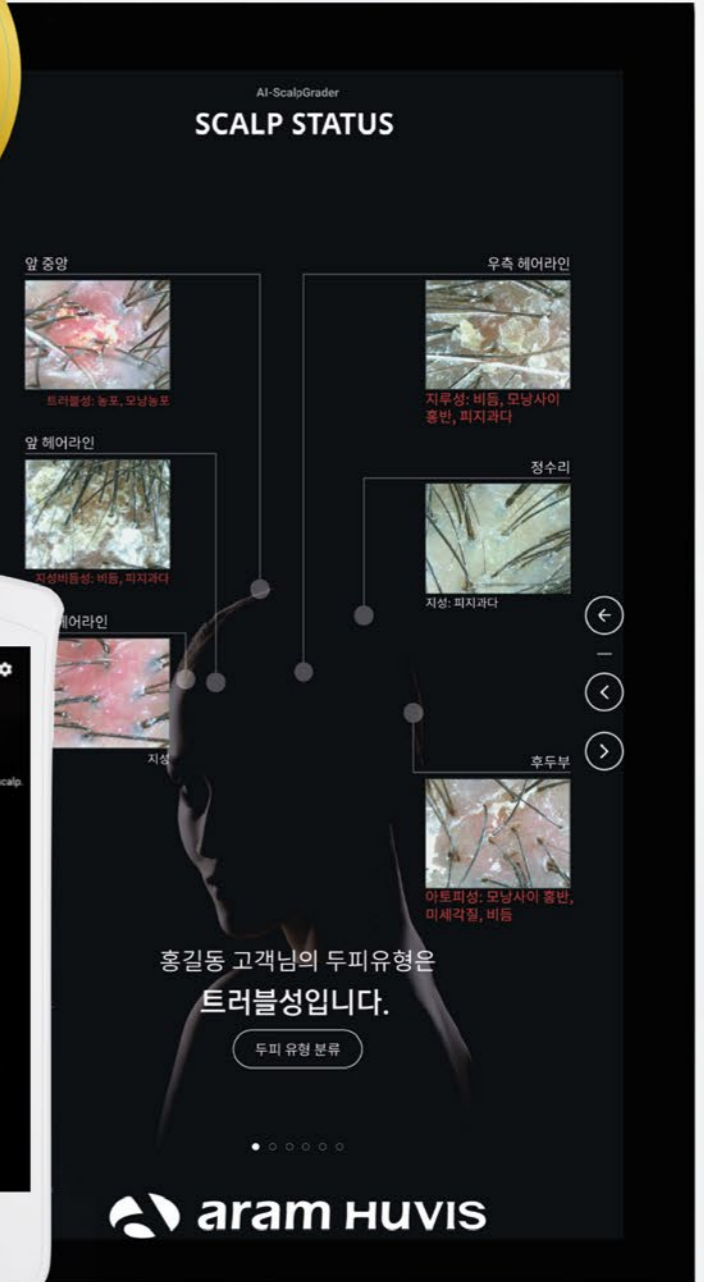 AI-ScalpGrader
SCALP STATUS
앞 중앙
트러블성: 농포, 모낭농포
앞 헤어라인
지성비듬성: 비듬, 피지과다
헤어라인
지성
우측 헤어라인
지루성: 비듬, 모낭사이
홍반, 피지과다
정수리
지성: 피지과다
후두부
아토피성: 모낭사이 홍반,
미세각질, 비듬
scalp.
홍길동 고객님의 두피유형은
트러블성입니다.
두피 유형 분류
aram HUVIS